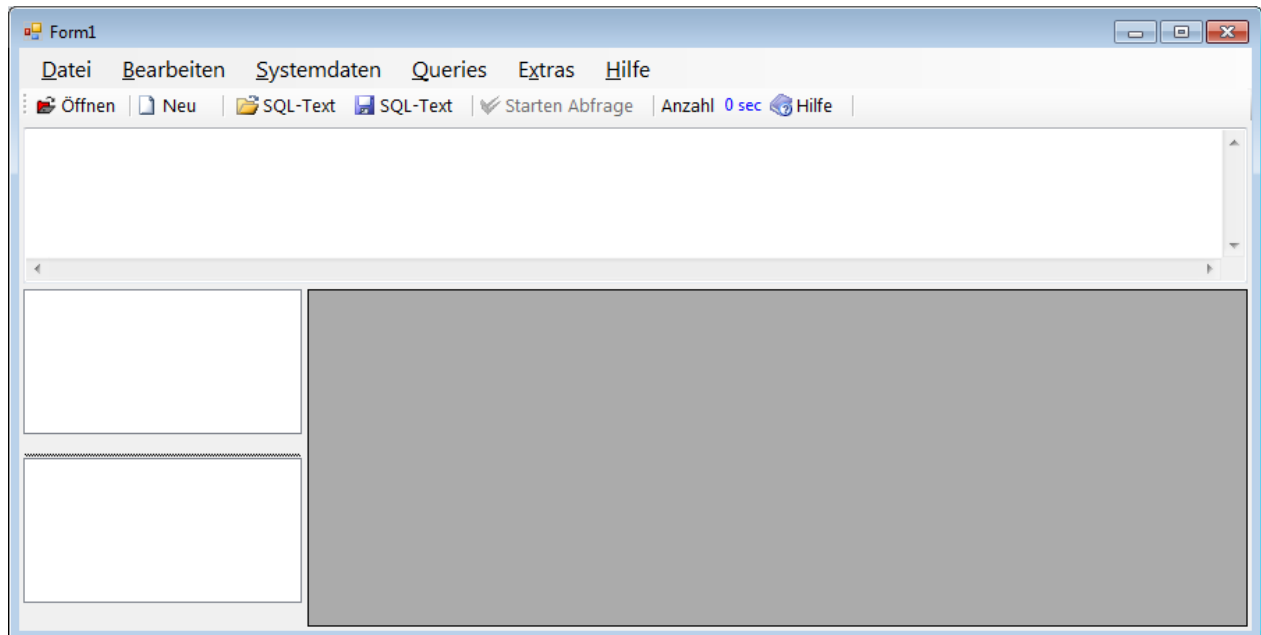 Form1
Datei Bearbeiten Systemdaten Queries Extras Hilfe
Öffnen Neu SQL-Text SQL-Text Starten Abfrage Anzahl 0 sec Hilfe